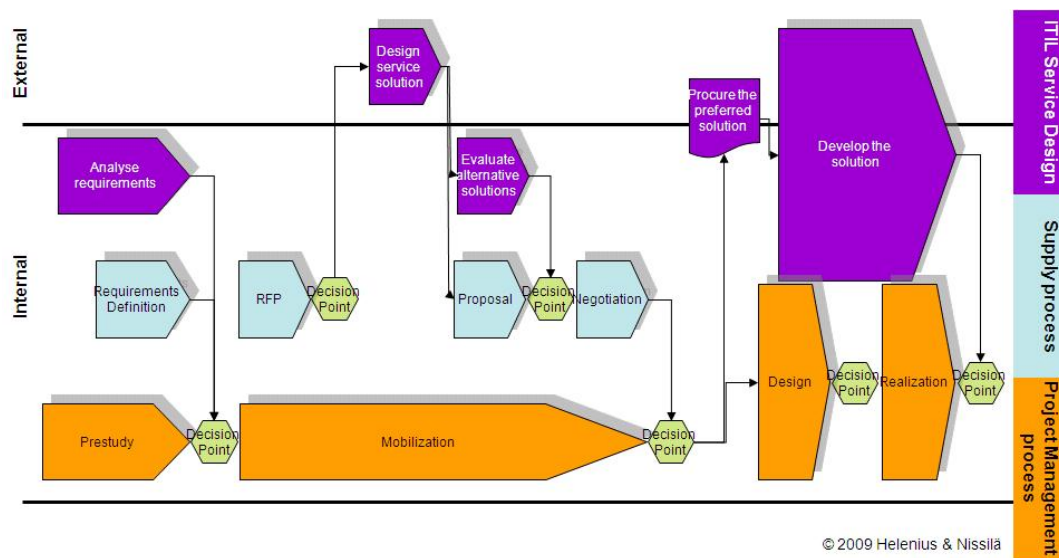 External
Internal
Design
service
solution
Procure the
preferred
solution
Develop the
solution
Analyse
requirements
Evaluate
alternative
solutions
Requirements
Definition
RFP
Decision
Point
Proposal
Decision
Point
Negotiation
Prestudy
Decision
Point
Mobilization
Decision
Point
Design
Decision
Point
Realization
Decision
Point
ITIL Service Design
Supply process
Project Management
process
© 2009 Helenius & Nissilä